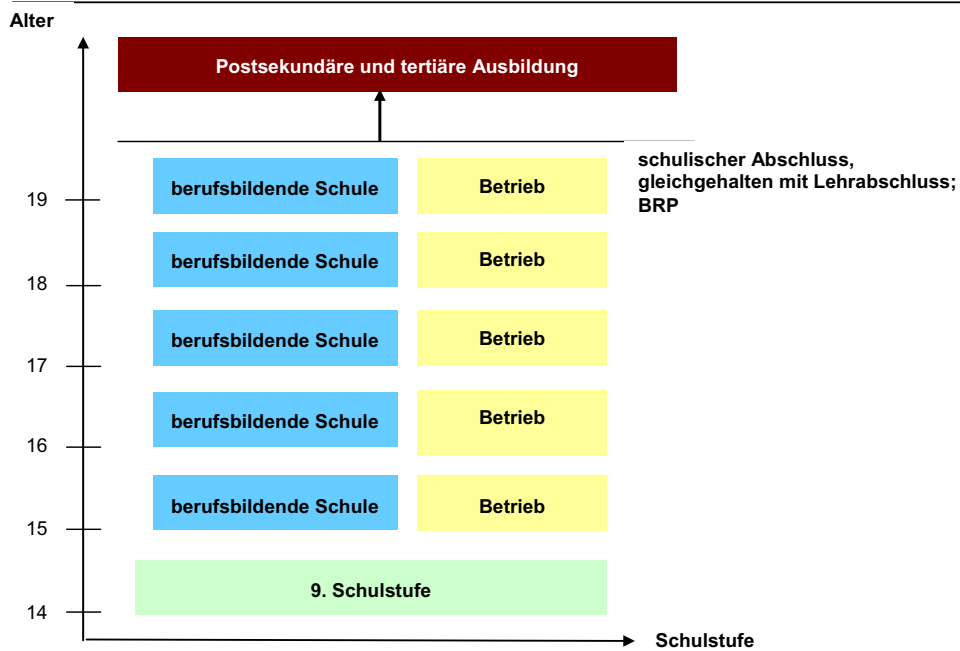 Alter
Postsekundäre und tertiäre Ausbildung
schulischer Abschluss,
gleichgehalten mit Lehrabschluss;
BRP
berufsbildende Schule
Betrieb
19
berufsbildende Schule
Betrieb
18
berufsbildende Schule
Betrieb
17
berufsbildende Schule
Betrieb
16
berufsbildende Schule
Betrieb
15
9. Schulstufe
14
Schulstufe